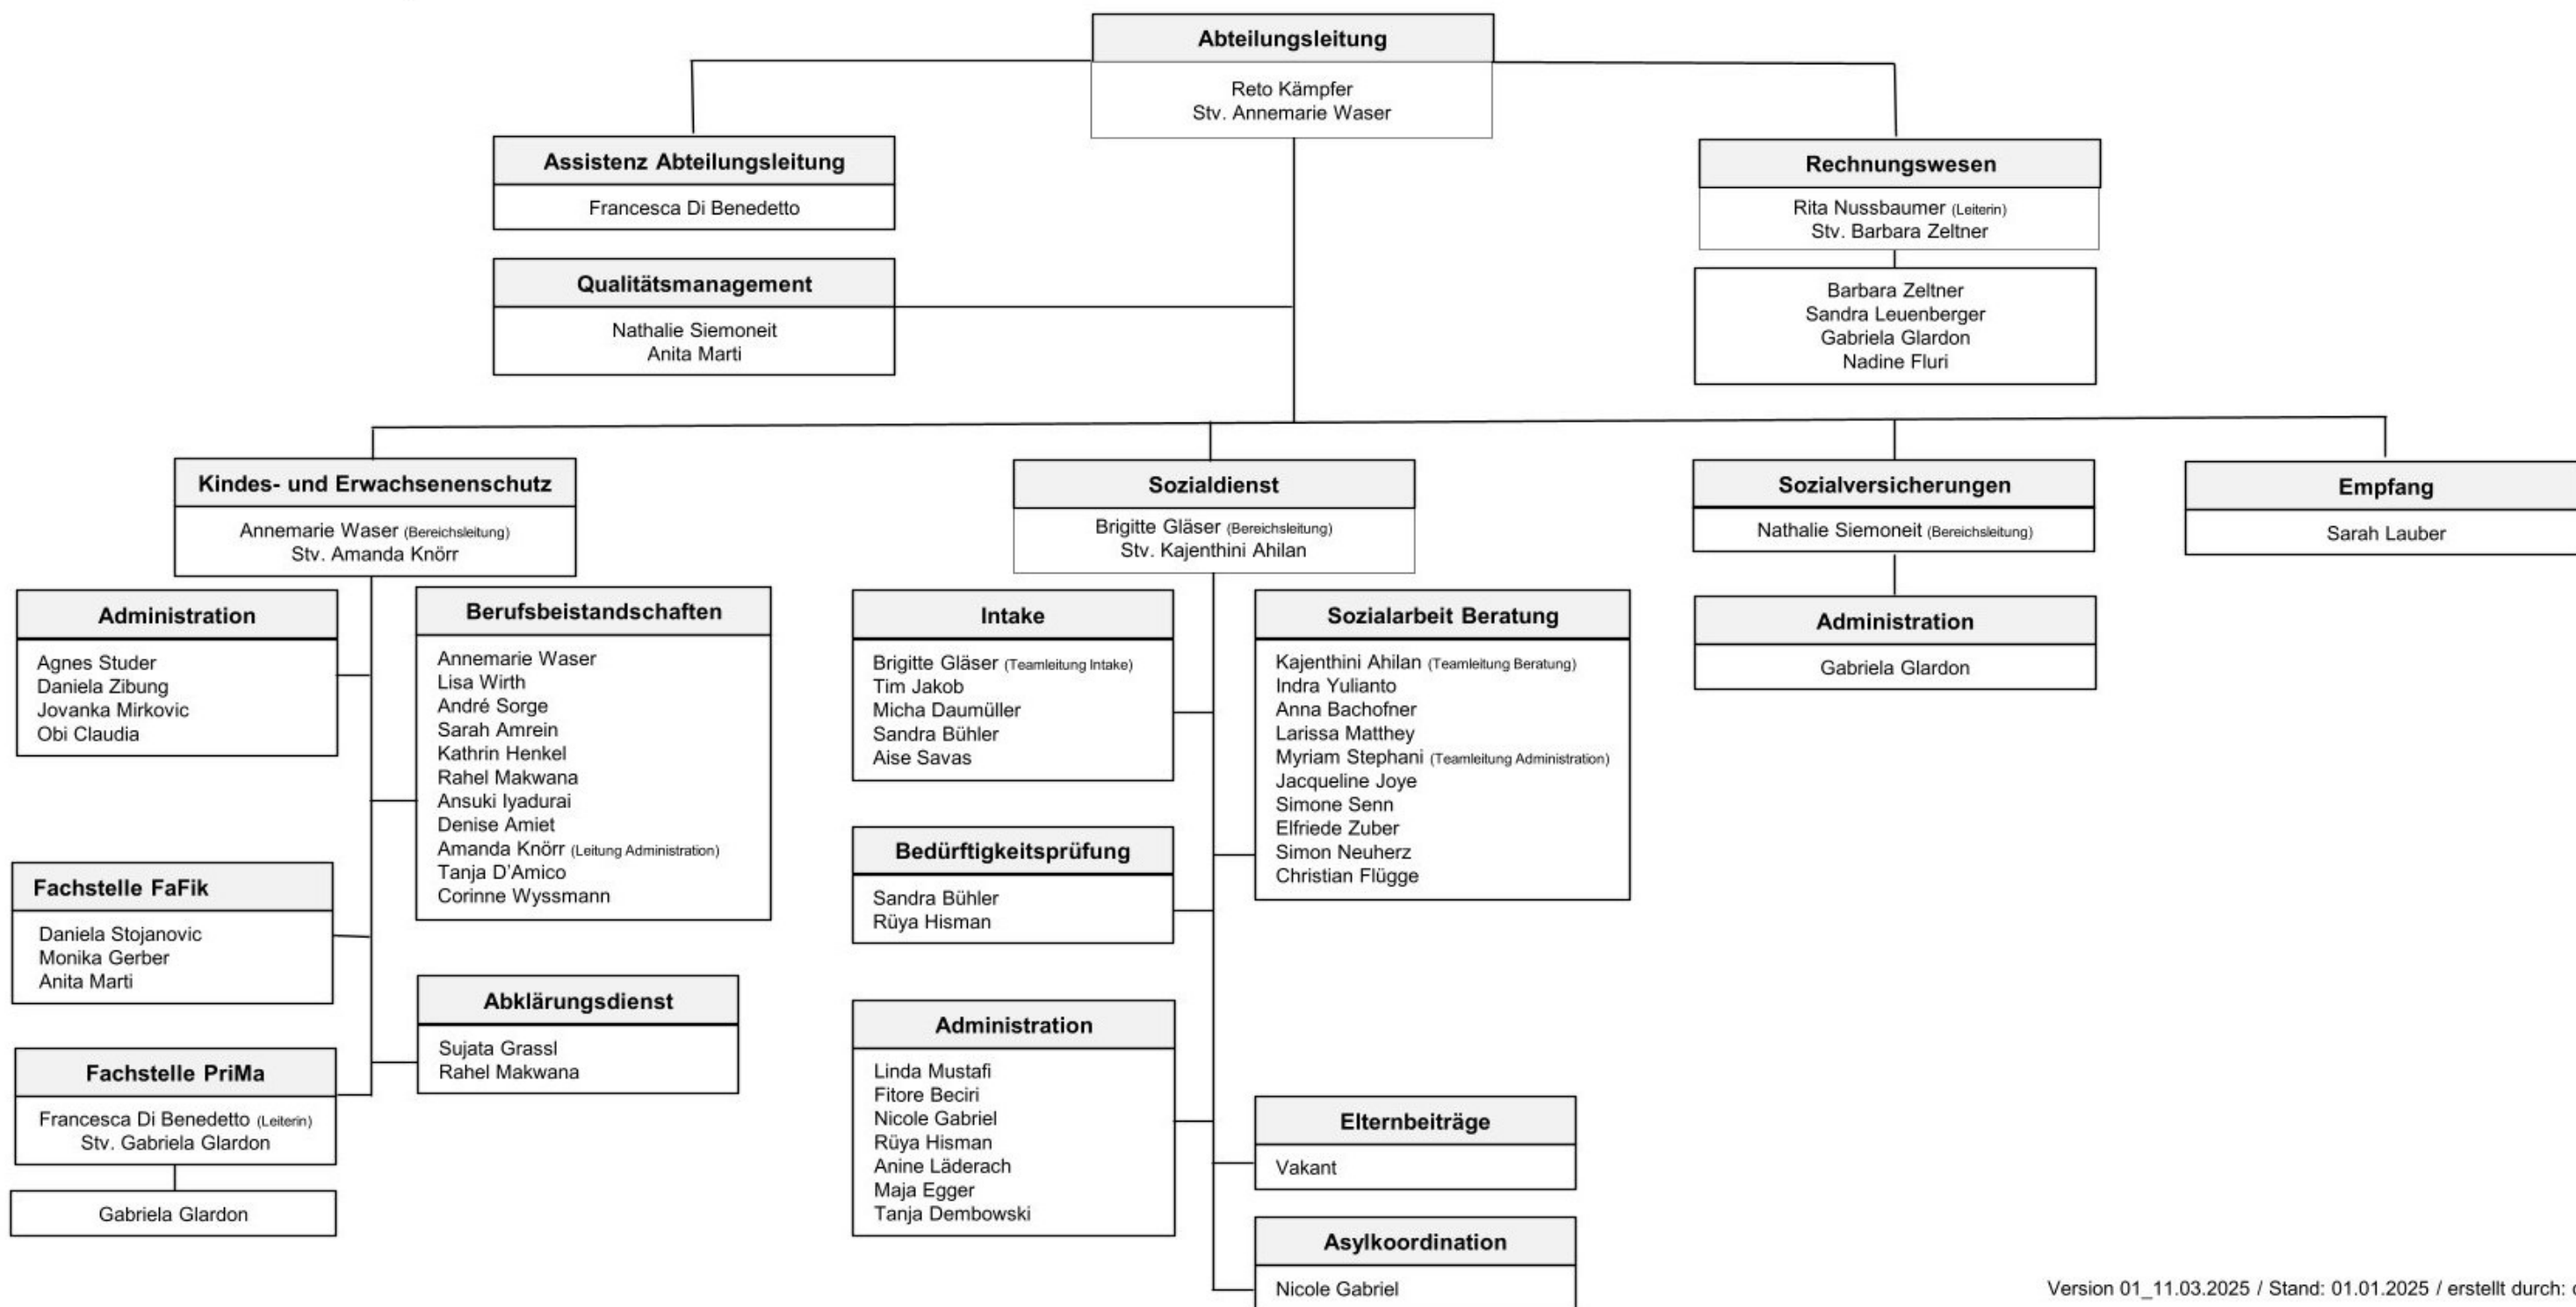 Abteilungsleitung
Reto Kämpfer
Stv. Annemarie Waser
Assistenz Abteilungsleitung
Francesca Di Benedetto
Rechnungswesen
Rita Nussbaumer (Leiterin)
Stv. Barbara Zeltner
Barbara Zeltner
Sandra Leuenberger
Gabriela Glardon
Nadine Fluri
Qualitätsmanagement
Nathalie Siemoneit
Anita Marti
Kindes- und Erwachsenenschutz
Annemarie Waser (Bereichsleitung)
Stv. Amanda Knörr
Administration
Agnes Studer
Daniela Zibung
Jovanka Mirkovic
Obi Claudia
Berufsbeistandschaften
Annemarie Waser
Lisa Wirth
André Sorge
Sarah Amrein
Kathrin Henkel
Rahel Makwana
Ansuki Iyadurai
Denise Amiet
Amanda Knörr (Leitung Administration)
Tanja D'Amico
Corinne Wyssmann
Fachstelle FaFik
Daniela Stojanovic
Monika Gerber
Anita Marti
Abklärungsdienst
Sujata Grassl
Rahel Makwana
Fachstelle PriMa
Francesca Di Benedetto (Leiterin)
Stv. Gabriela Glardon
Gabriela Glardon
Sozialdienst
Brigitte Gläser (Bereichsleitung)
Stv. Kajenthini Ahilan
Intake
Brigitte Gläser (Teamleitung Intake)
Tim Jakob
Micha Daumüller
Sandra Bühler
Aise Savas
Sozialarbeit Beratung
Kajenthini Ahilan (Teamleitung Beratung)
Indra Yulianto
Anna Bachofner
Larissa Matthey
Myriam Stephani (Teamleitung Administration)
Jacqueline Joye
Simone Senn
Elfriede Zuber
Simon Neuherz
Christian Flügge
Bedürftigkeitsprüfung
Sandra Bühler
Rüya Hisman
Administration
Linda Mustafi
Fitore Beciri
Nicole Gabriel
Rüya Hisman
Anine Läderach
Maja Egger
Tanja Dembowski
Elternbeiträge
Vakant
Asylkoordination
Nicole Gabriel
Sozialversicherungen
Nathalie Siemoneit (Bereichsleitung)
Administration
Gabriela Glardon
Empfang
Sarah Lauber
Version 01_11.03.2025 / Stand: 01.01.2025 / erstellt durch: